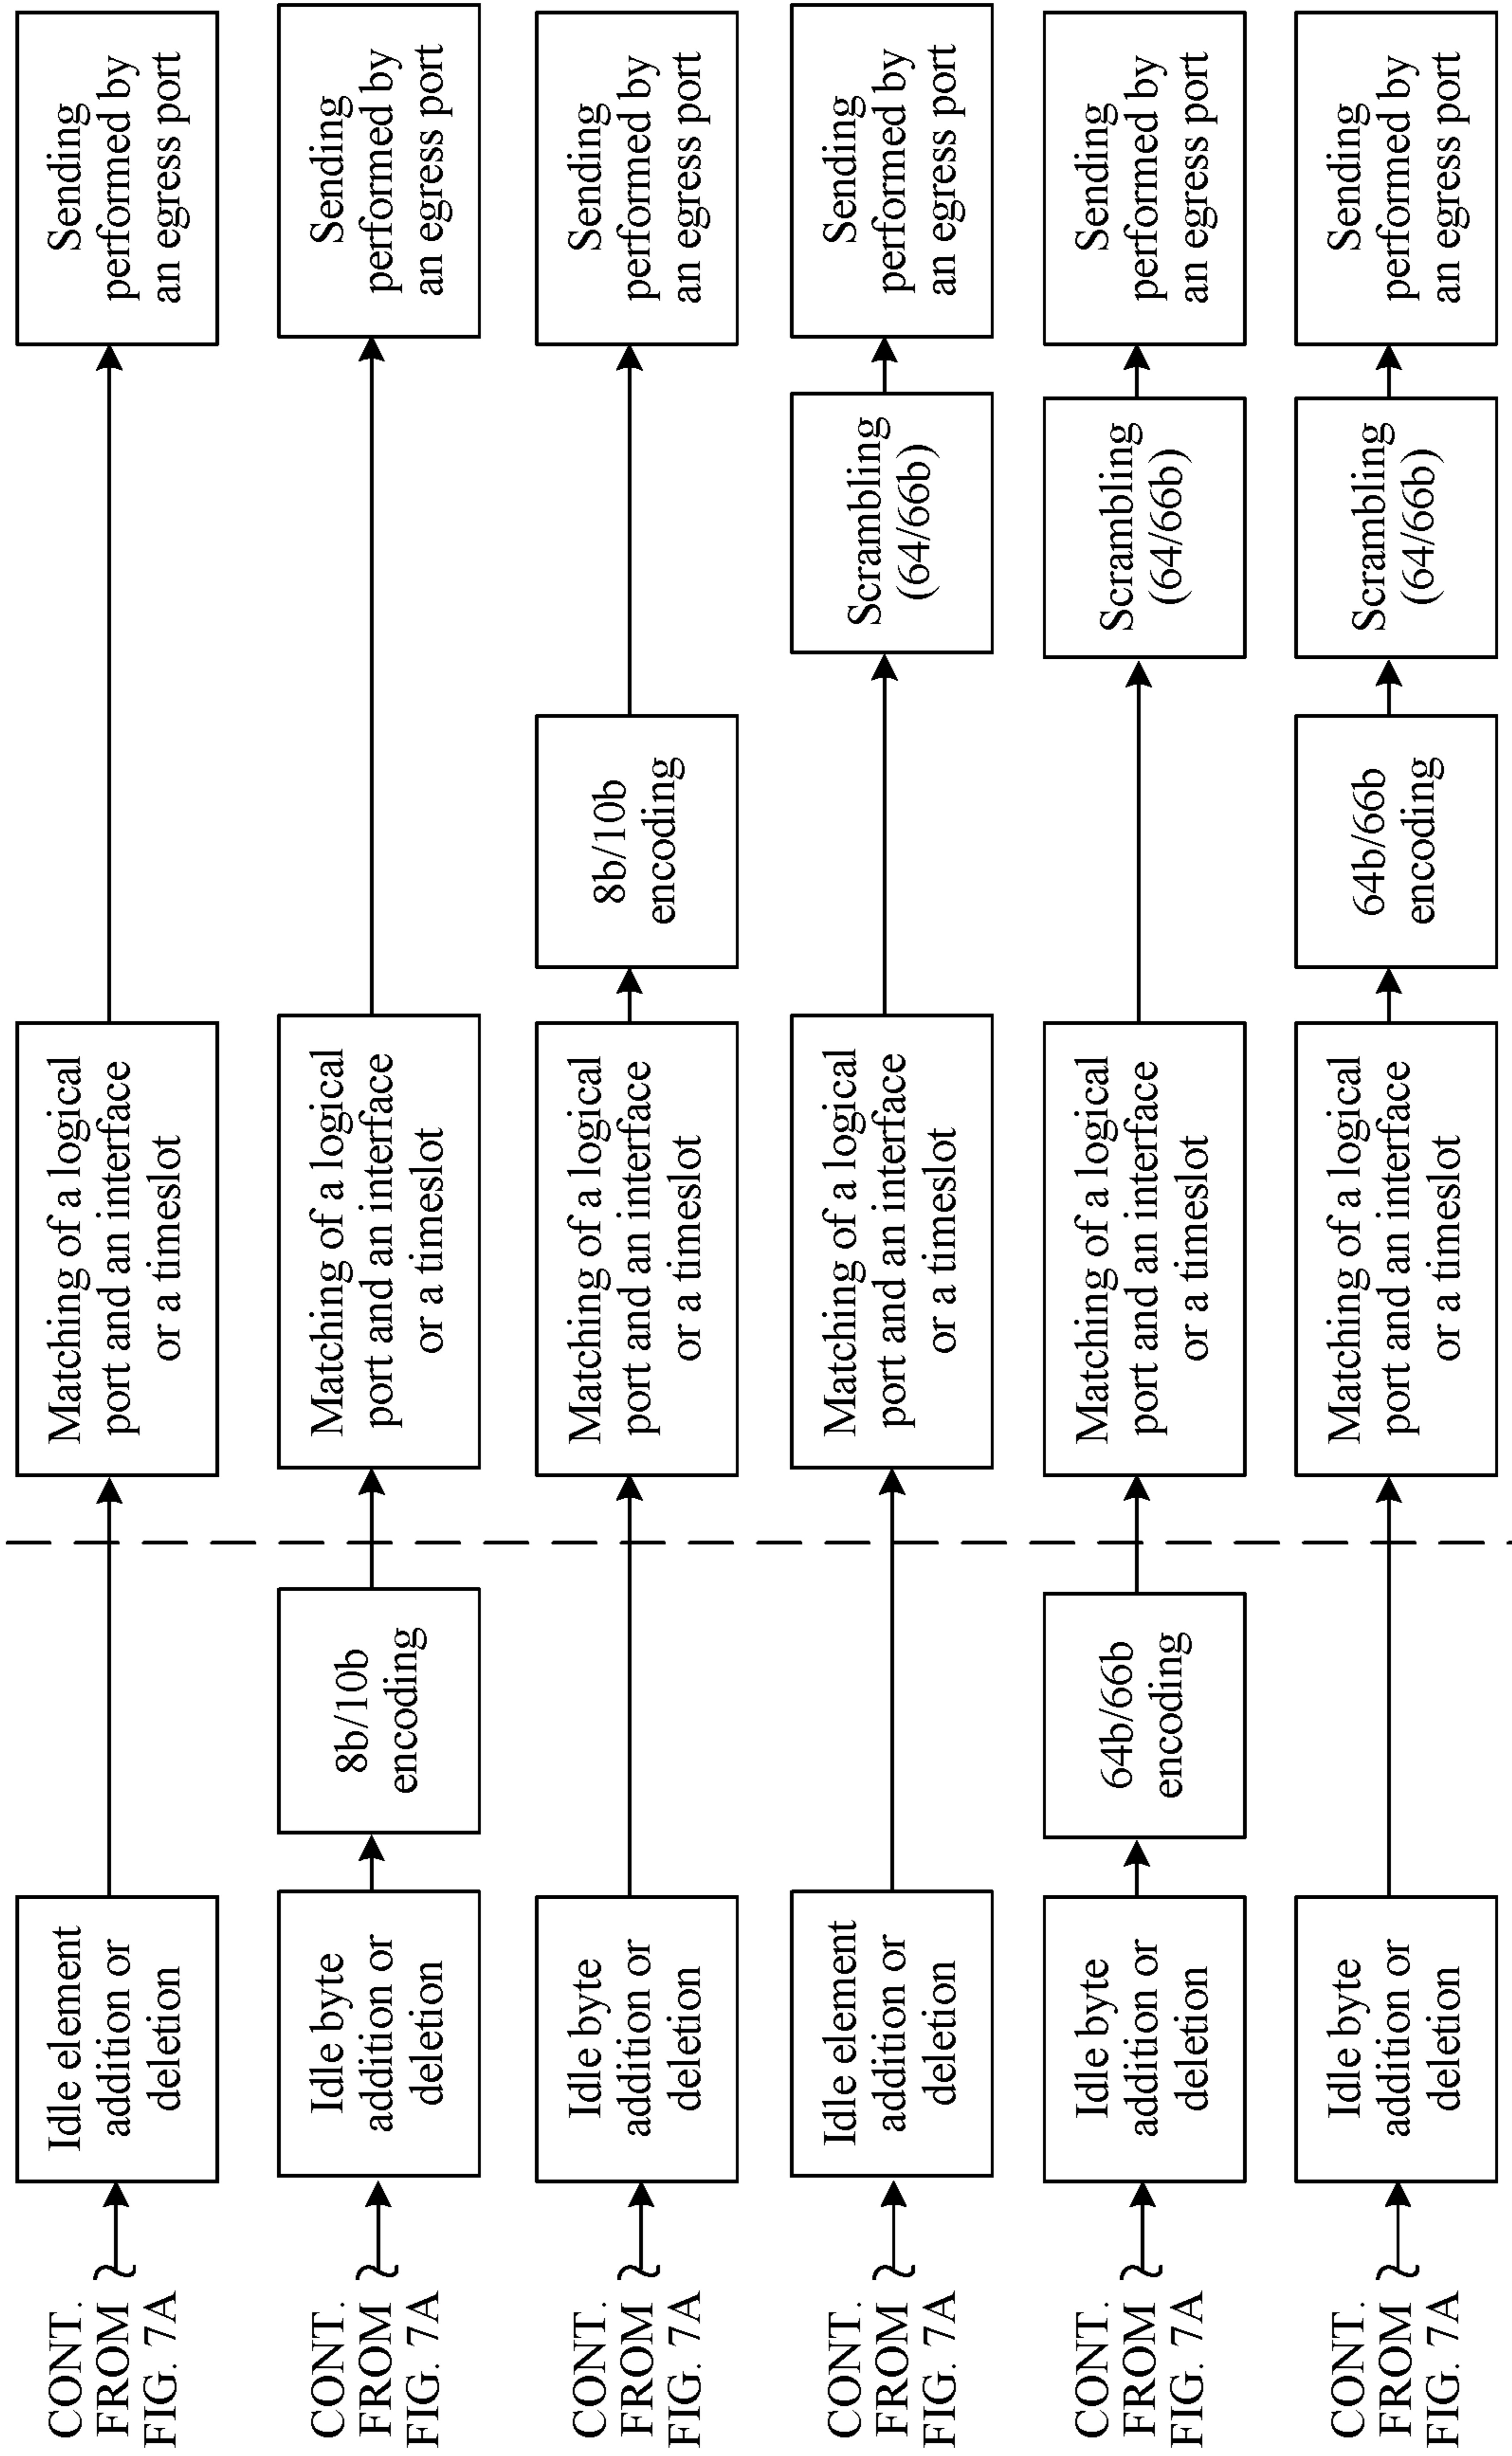 CONT.
FROM
FIG. 7A
Idle element
addition or
deletion
Matching of a logical
port and an interface
or a timeslot
Sending
performed by
an egress port
CONT.
FROM
FIG. 7A
Idle byte
addition or
deletion
8b/10b
encoding
Matching of a logical
port and an interface
or a timeslot
Sending
performed by
an egress port
CONT.
FROM
FIG. 7A
Idle byte
addition or
deletion
Matching of a logical
port and an interface
or a timeslot
8b/10b
encoding
Sending
performed by
an egress port
CONT.
FROM
FIG. 7A
Idle element
addition or
deletion
Matching of a logical
port and an interface
or a timeslot
Scrambling
(64/66b)
Sending
performed by
an egress port
CONT.
FROM
FIG. 7A
Idle byte
addition or
deletion
64b/66b
encoding
Matching of a logical
port and an interface
or a timeslot
Scrambling
(64/66b)
Sending
performed by
an egress port
CONT.
FROM
FIG. 7A
Idle byte
addition or
deletion
Matching of a logical
port and an interface
or a timeslot
64b/66b
encoding
Scrambling
(64/66b)
Sending
performed by
an egress port